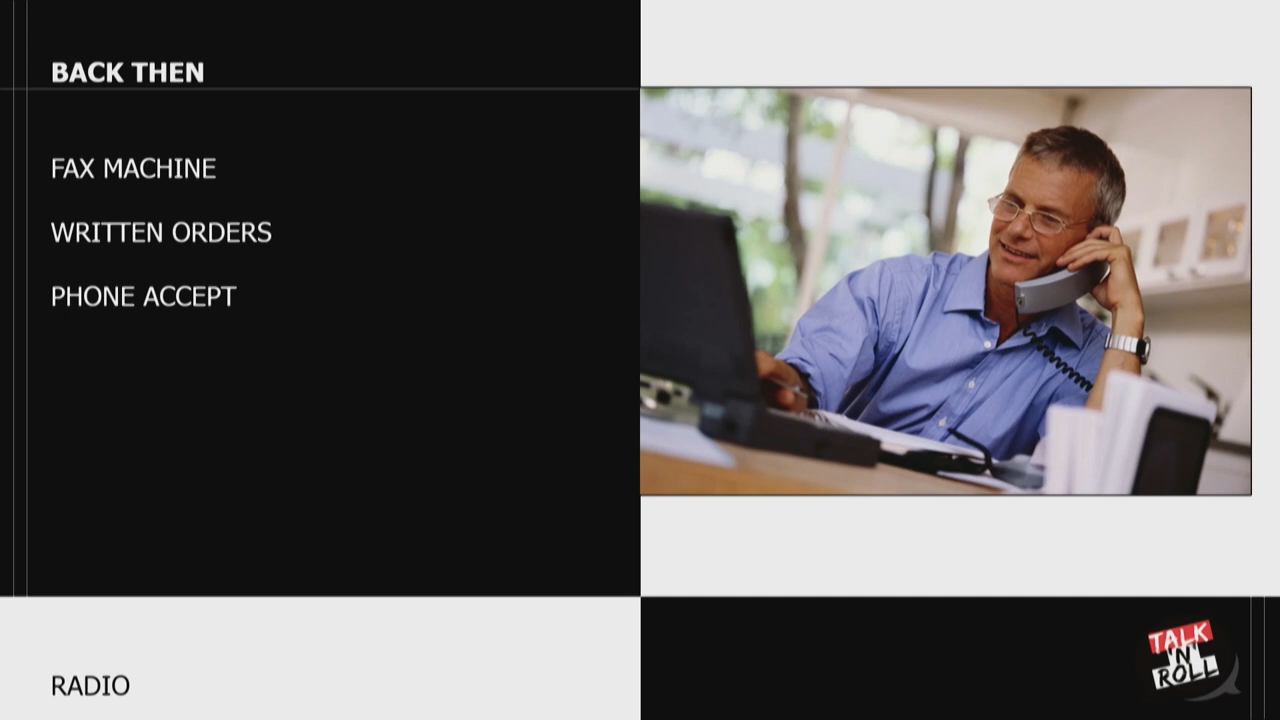 BACK THEN
FAX MACHINE
WRITTEN ORDERS
PHONE ACCEPT
RADIO
TALK
'N'
ROLL